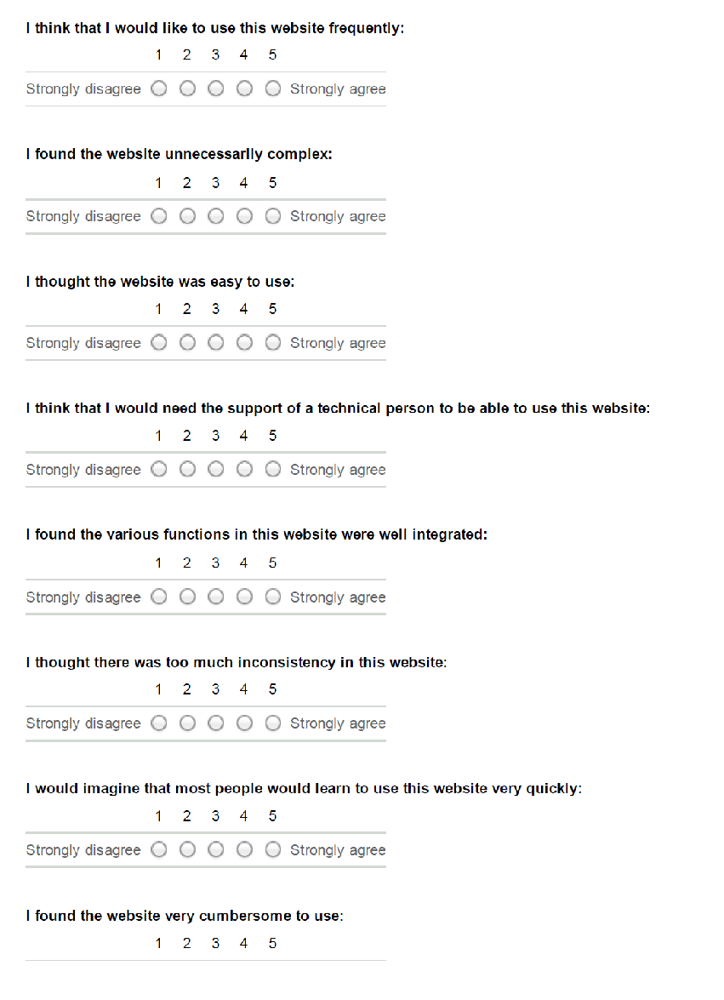 I think that I would like to use this website frequently:
1 2 3 4 5
Strongly disagree Strongly agree
I found the website unnecessarily complex:
1 2 3 4 5
Strongly disagree Strongly agree
I thought the website was easy to use:
1 2 3 4 5
Strongly disagree Strongly agree
I think that I would need the support of a technical person to be able to use this website:
1 2 3 4 5
Strongly disagree Strongly agree
I found the various functions in this website were well integrated:
1 2 3 4 5
Strongly disagree Strongly agree
I thought there was too much inconsistency in this website:
1 2 3 4 5
Strongly disagree Strongly agree
I would imagine that most people would learn to use this website very quickly:
1 2 3 4 5
Strongly disagree Strongly agree
I found the website very cumbersome to use:
1 2 3 4 5